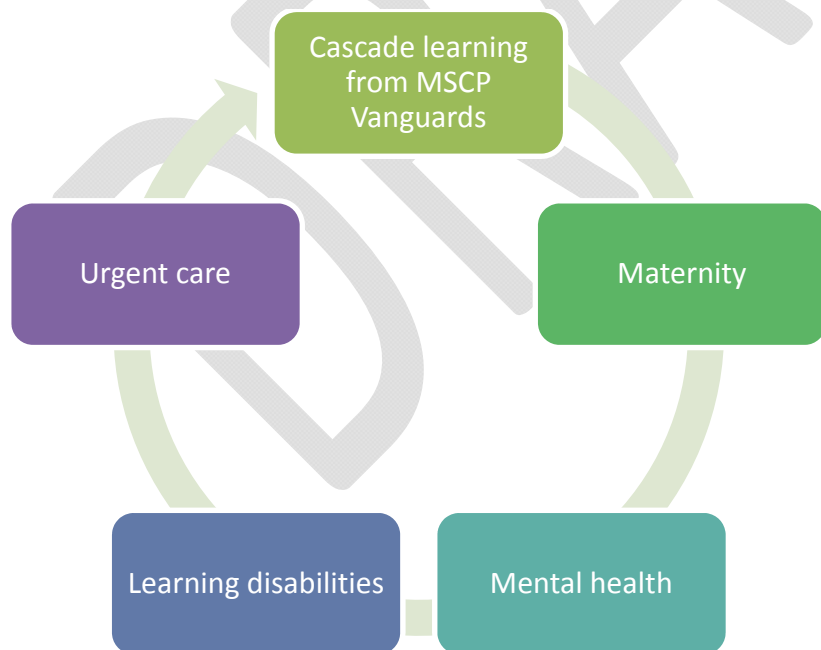 Cascade learning
from MSCP
Vanguards
Urgent care
Maternity
Learning disabilities
Mental health